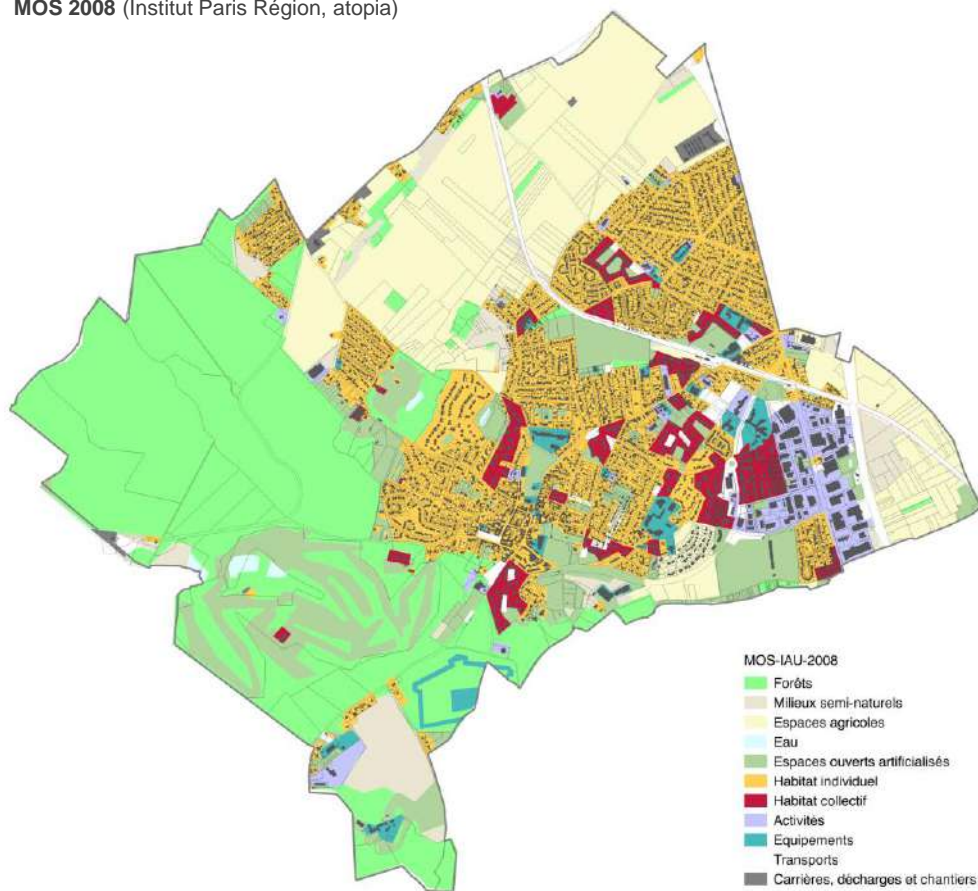 MOS 2008 (Institut Paris Région, atopia)
MOS-IAU-2008
Forêts
Milieux semi-naturels
Espaces agricoles
Eau
Espaces ouverts artificialisés
Habitat individuel
Habitat collectif
Activités
Equipements
Transports
Carrières, décharges et chantiers